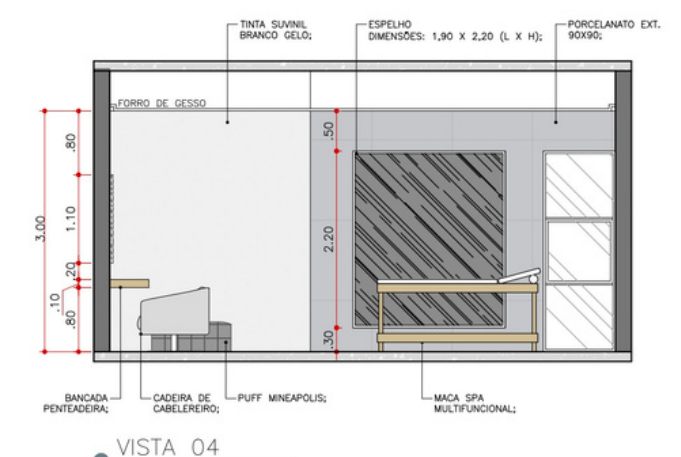 TINTA SUVINIL
BRANCO GELO;
ESPELHO
DIMENSÕES: 1,90 X 2,20 (L X H);
PORCELANATO EXT.
90X90;
FORRO DE GESSO
.80
.50
3.00
1.10
2.20
.20
.10
.80
.30
BANCADA
PENTEADEIRA;
CADEIRA DE
CABELEREIRO;
PUFF MINEAPOLIS;
MACA SPA
MULTIFUNCIONAL;
VISTA 04